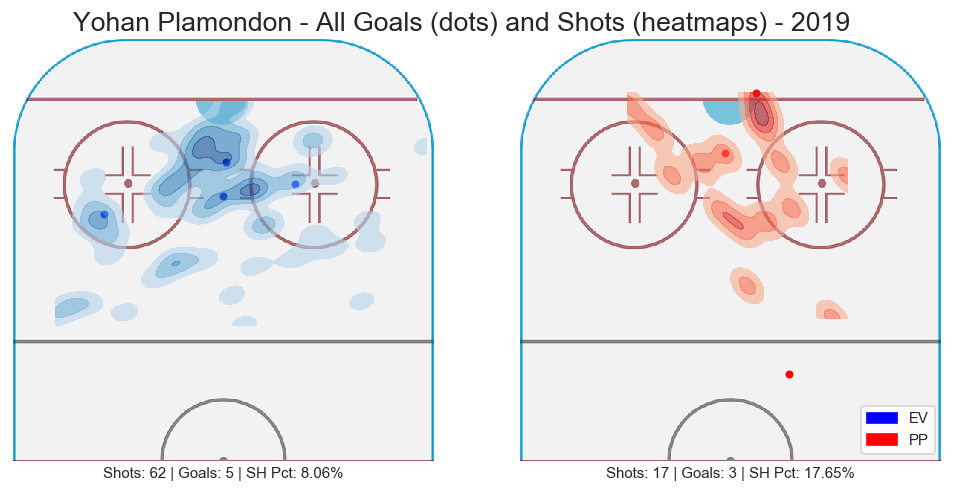 Yohan Plamondon - All Goals (dots) and Shots (heatmaps) - 2019
EV
PP
Shots: 62 | Goals: 5 | SH Pct: 8.06%
Shots: 17 | Goals: 3 | SH Pct: 17.65%